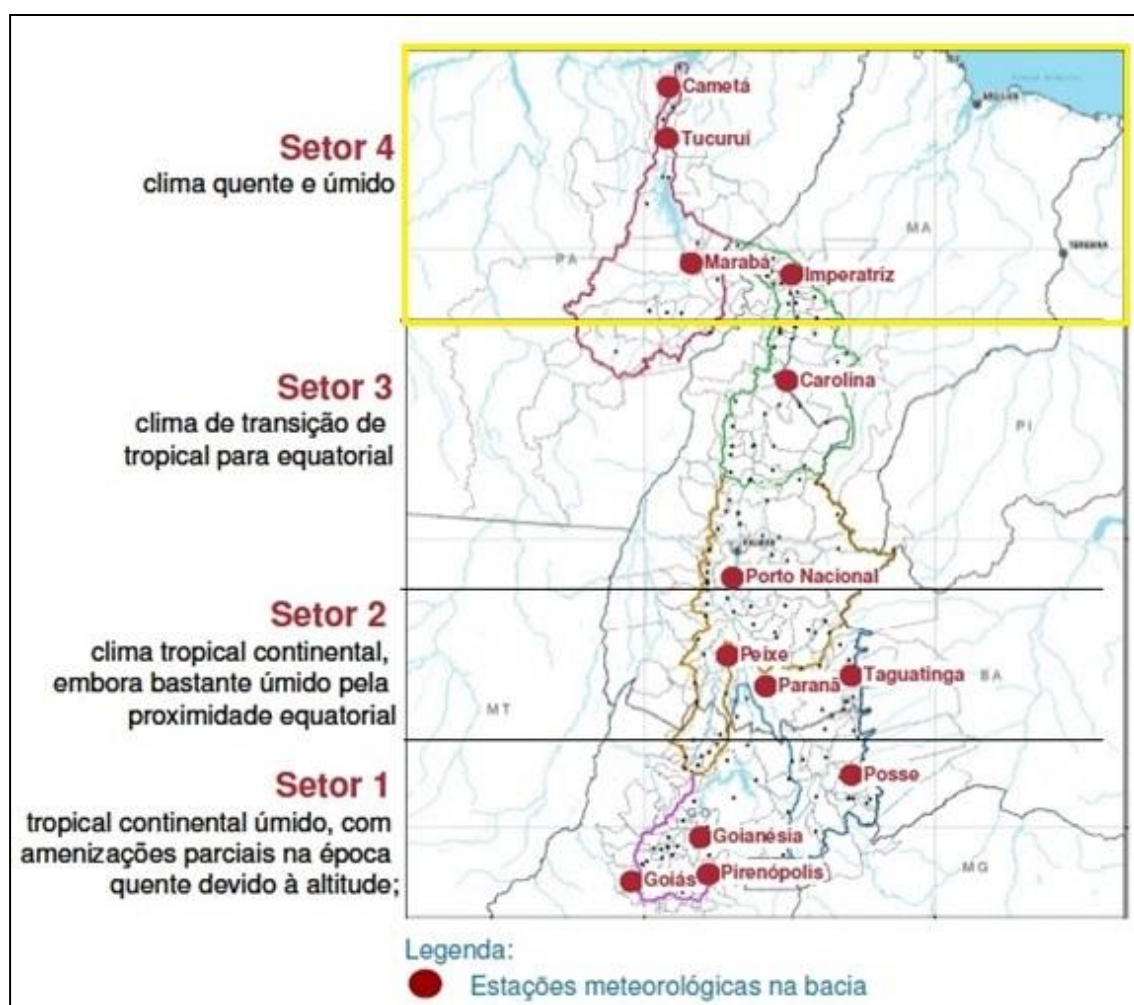 Setor 4
clima quente e úmido
Setor 3
clima de transição de
tropical para equatorial
Setor 2
clima tropical continental,
embora bastante úmido pela
proximidade equatorial
Setor 1
tropical continental úmido, com
amenizações parciais na época
quente devido à altitude;
Cametá
Tucuruí
MA
PA
Marabá
Imperatriz
Carolina
PI
Porto Nacional
Peixe
Taguatinga
Paranã
BA
MT
Posse
GO
Goianésia
Goiás
Pirenópolis
MG
Legenda:
Estações meteorológicas na bacia